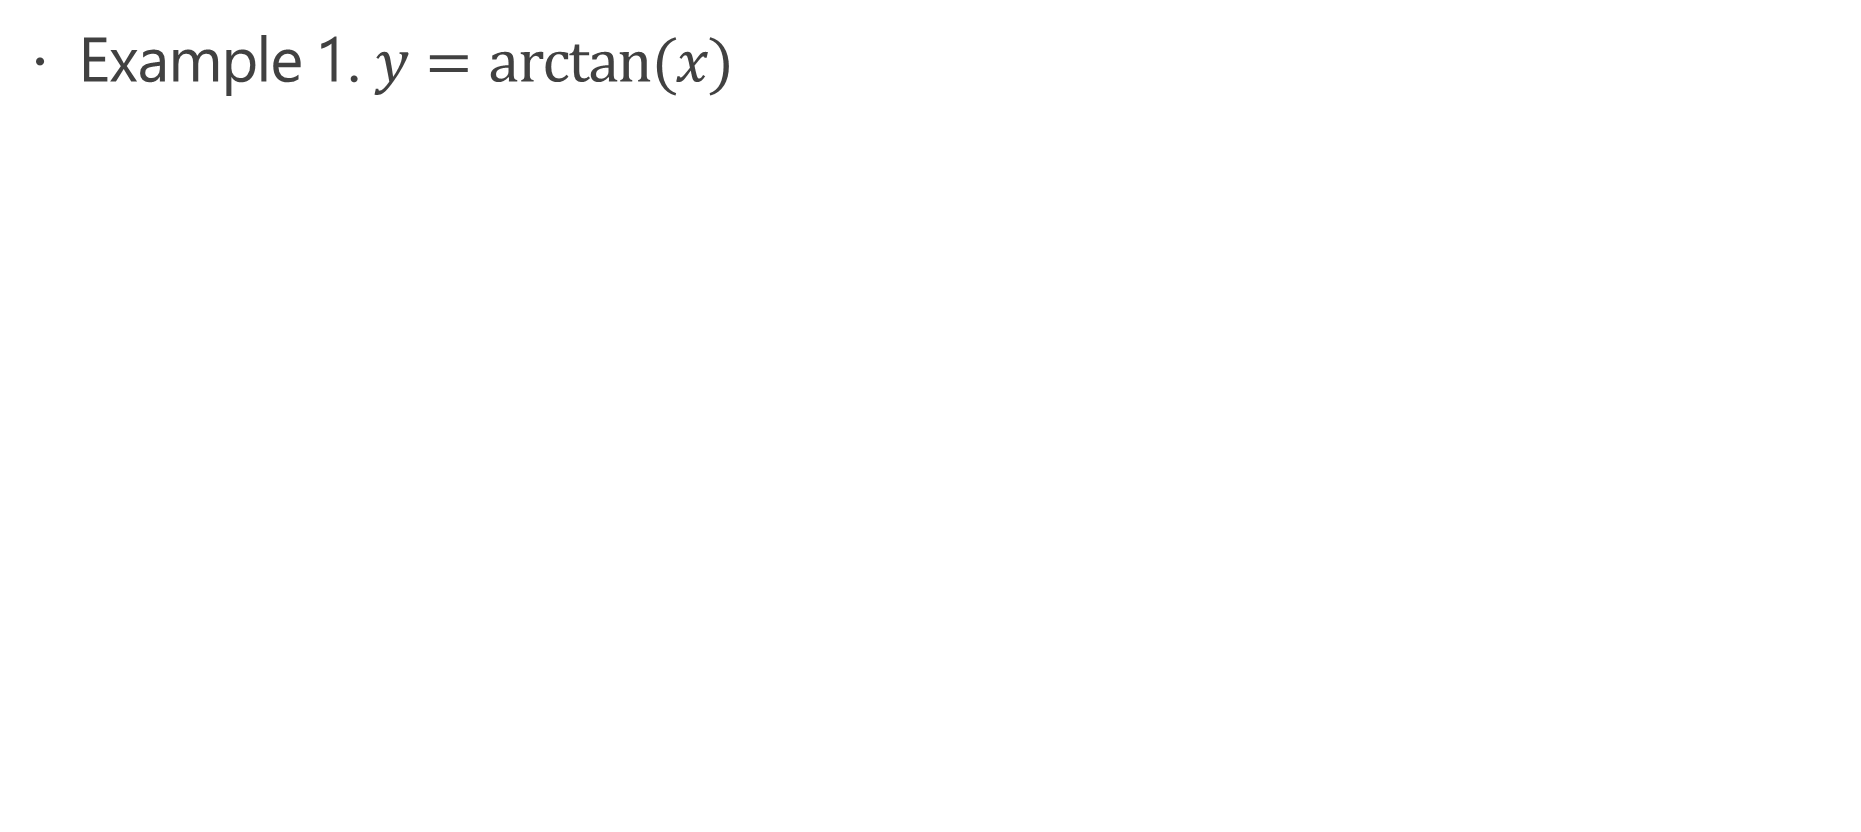 · Example 1. y = arctan(x)